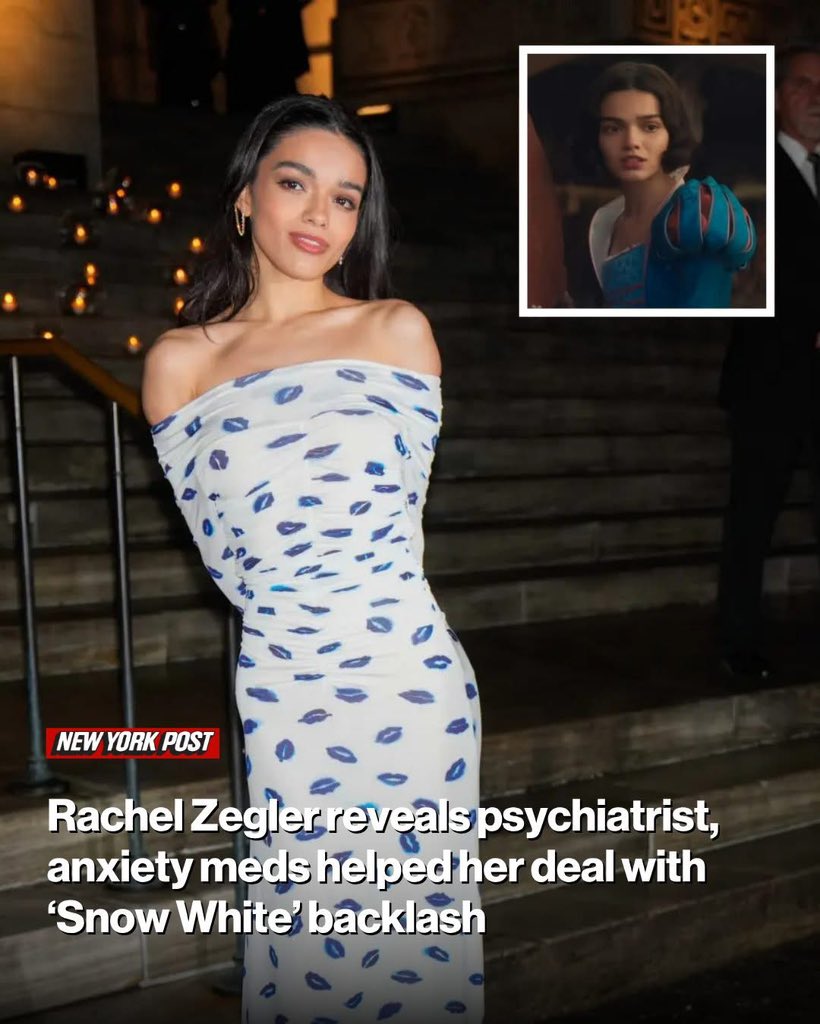 NEW YORK POST
Rachel Zegler reveals psychiatrist,
anxiety meds helped her deal with
‘Snow White’ backlash